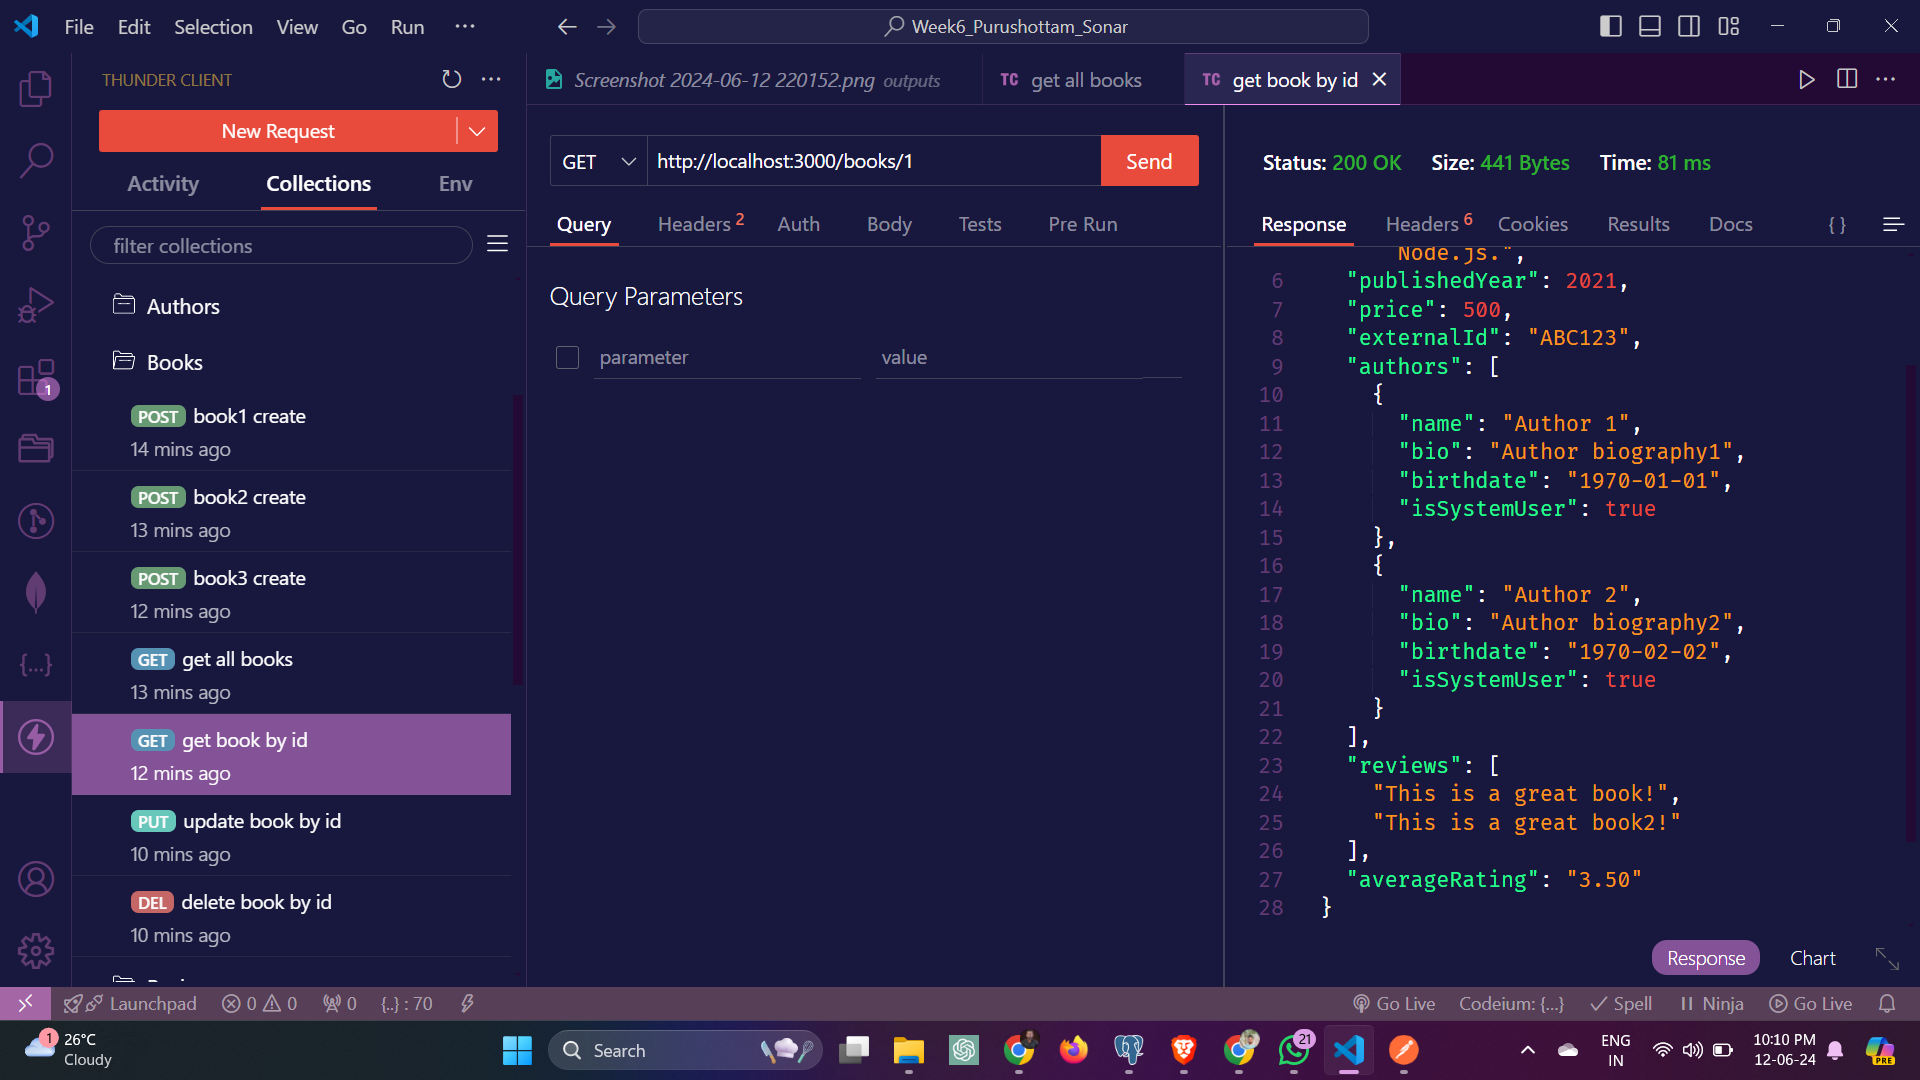 File Edit Selection View Go Run ···
Week6_Purushottam_Sonar
THUNDER CLIENT
New Request
Activity Collections Env
filter collections
Authors
Books
POST book1 create
14 mins ago
POST book2 create
13 mins ago
POST book3 create
12 mins ago
GET get all books
13 mins ago
GET get book by id
12 mins ago
PUT update book by id
10 mins ago
DEL delete book by id
10 mins ago
1
Screenshot 2024-06-12 220152.png outputs
TC get all books
TC get book by id
GET http://localhost:3000/books/1 Send
Query Headers 2 Auth Body Tests Pre Run
Query Parameters
parameter value
Status: 200 OK Size: 441 Bytes Time: 81 ms
Response Headers 6 Cookies Results Docs { }
Node.js.",
6 "publishedYear": 2021,
7 "price": 500,
8 "externalId": "ABC123",
9 "authors": [
10 {
11 "name": "Author 1",
12 "bio": "Author biography1",
13 "birthdate": "1970-01-01",
14 "isSystemUser": true
15 },
16 {
17 "name": "Author 2",
18 "bio": "Author biography2",
19 "birthdate": "1970-02-02",
20 "isSystemUser": true
21 }
22 ],
23 "reviews": [
24 "This is a great book!",
25 "This is a great book2!"
26 ],
27 "averageRating": "3.50"
28 }
Response Chart
Launchpad 0 0 0 {..} : 70 Go Live Codeium: {...} Spell Ninja Go Live
1 26°C
Cloudy
Search
21
ENG
IN
10:10 PM
12-06-24
PRE